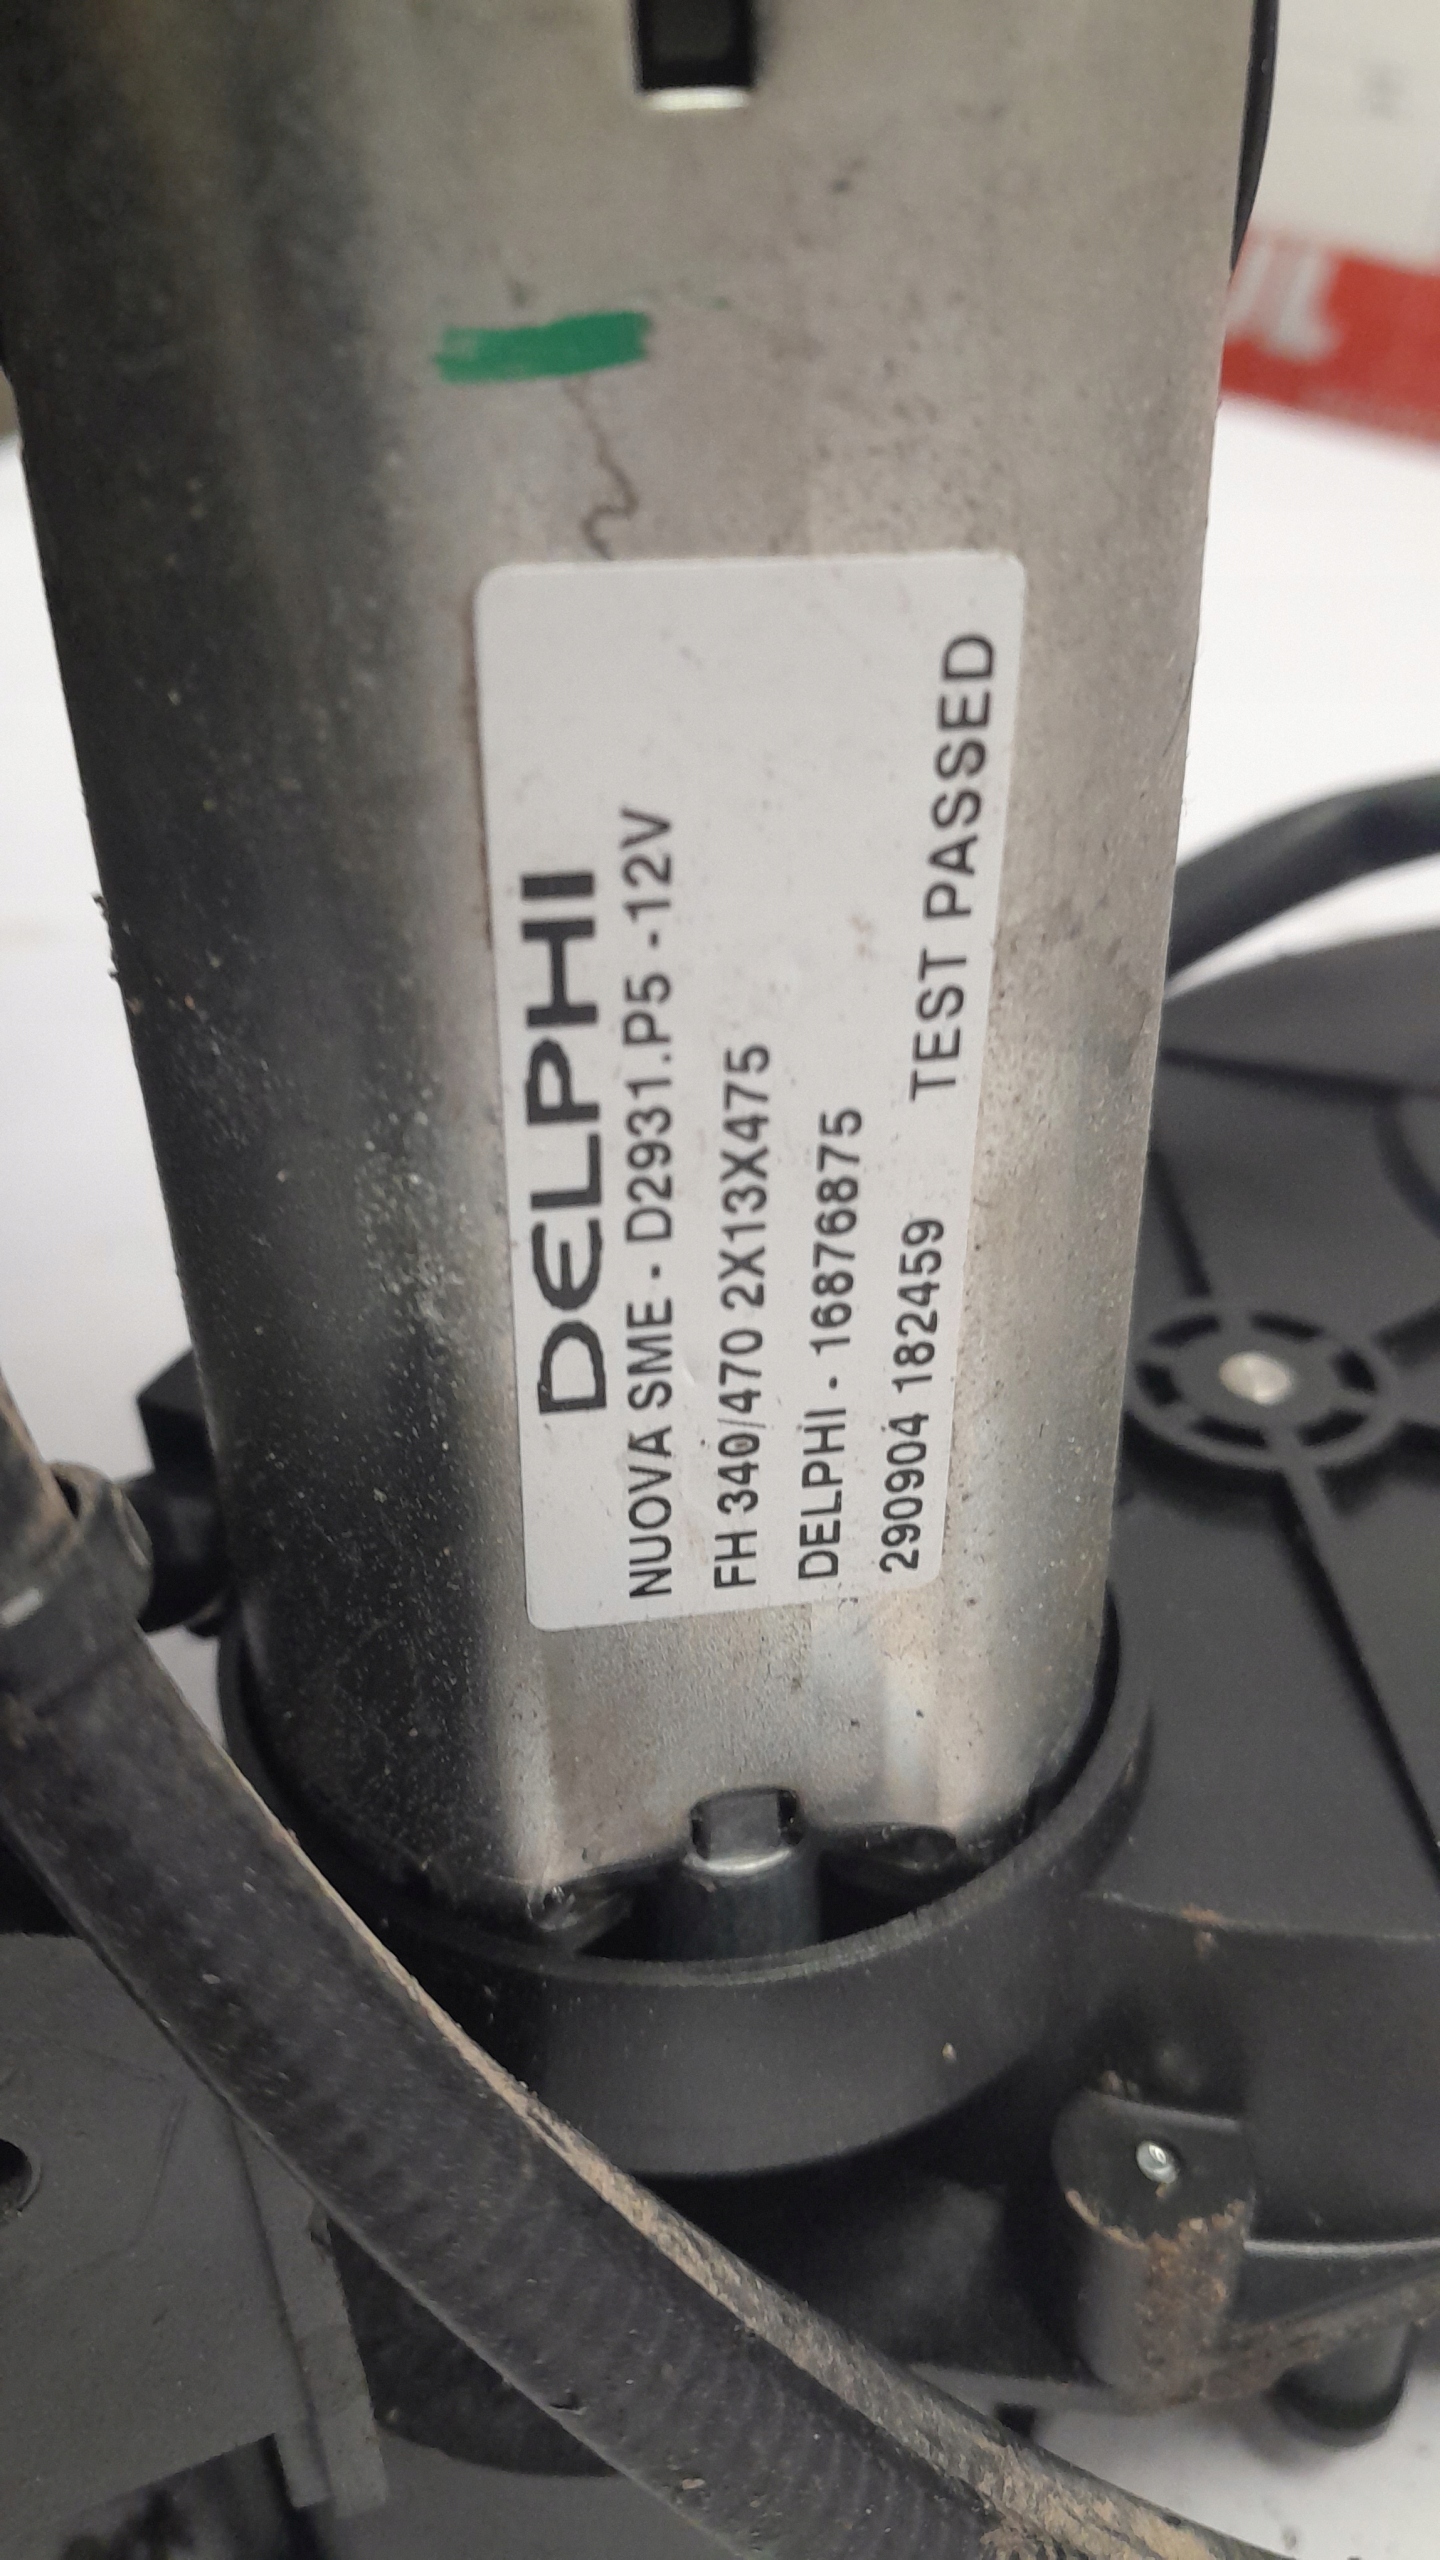 DELPHI
NUOVA SME - D2931.P5 -12V
FH 340/470 2X13X475
DELPHI - 16876875
290904 182459 TEST PASSED